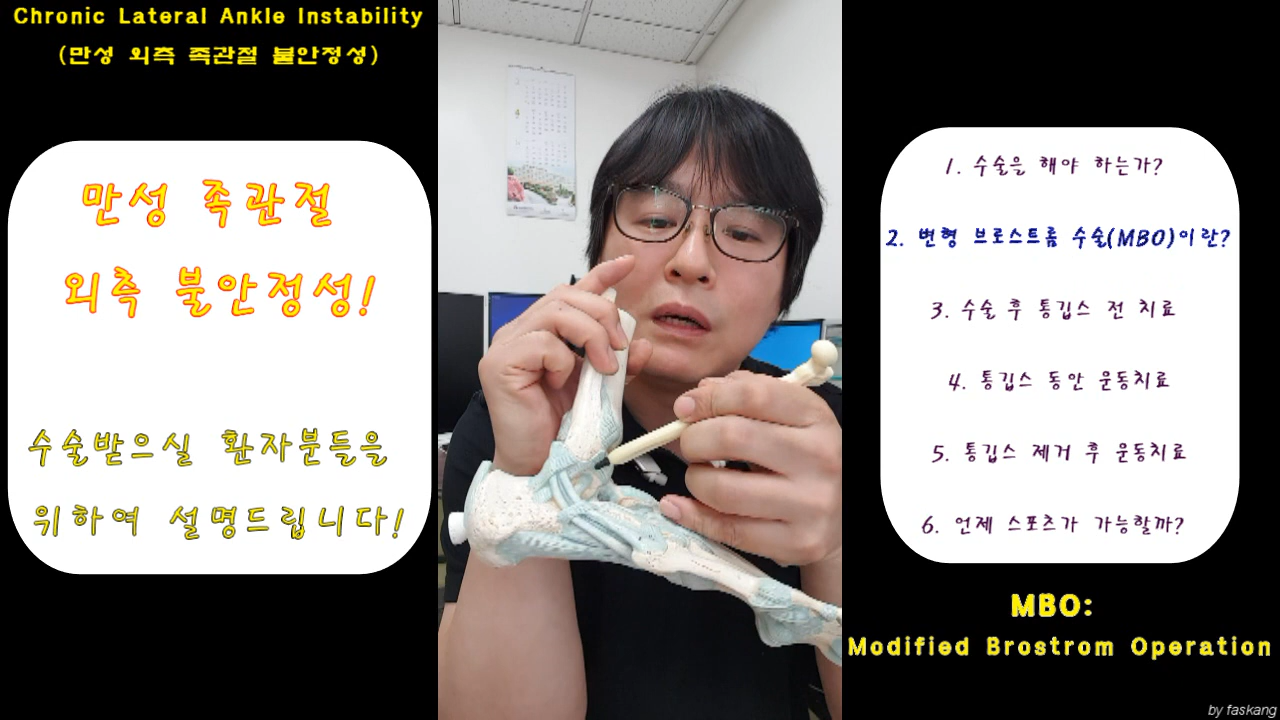 Chronic Lateral Ankle Instability
(만성 외측 족관절 불안정성)
만성 족관절
외측 불안정성!
수술받으실 환자분들을
위하여 설명드립니다!
1. 수술을 해야 하는가?
2. 변형 브로스트롬 수술(MBO)이란?
3. 수술 후 통깁스 전 치료
4. 통깁스 동안 운동치료
5. 통깁스 제거 후 운동치료
6. 언제 스포츠가 가능할까?
MBO:
Modified Brostrom Operation
by faskang